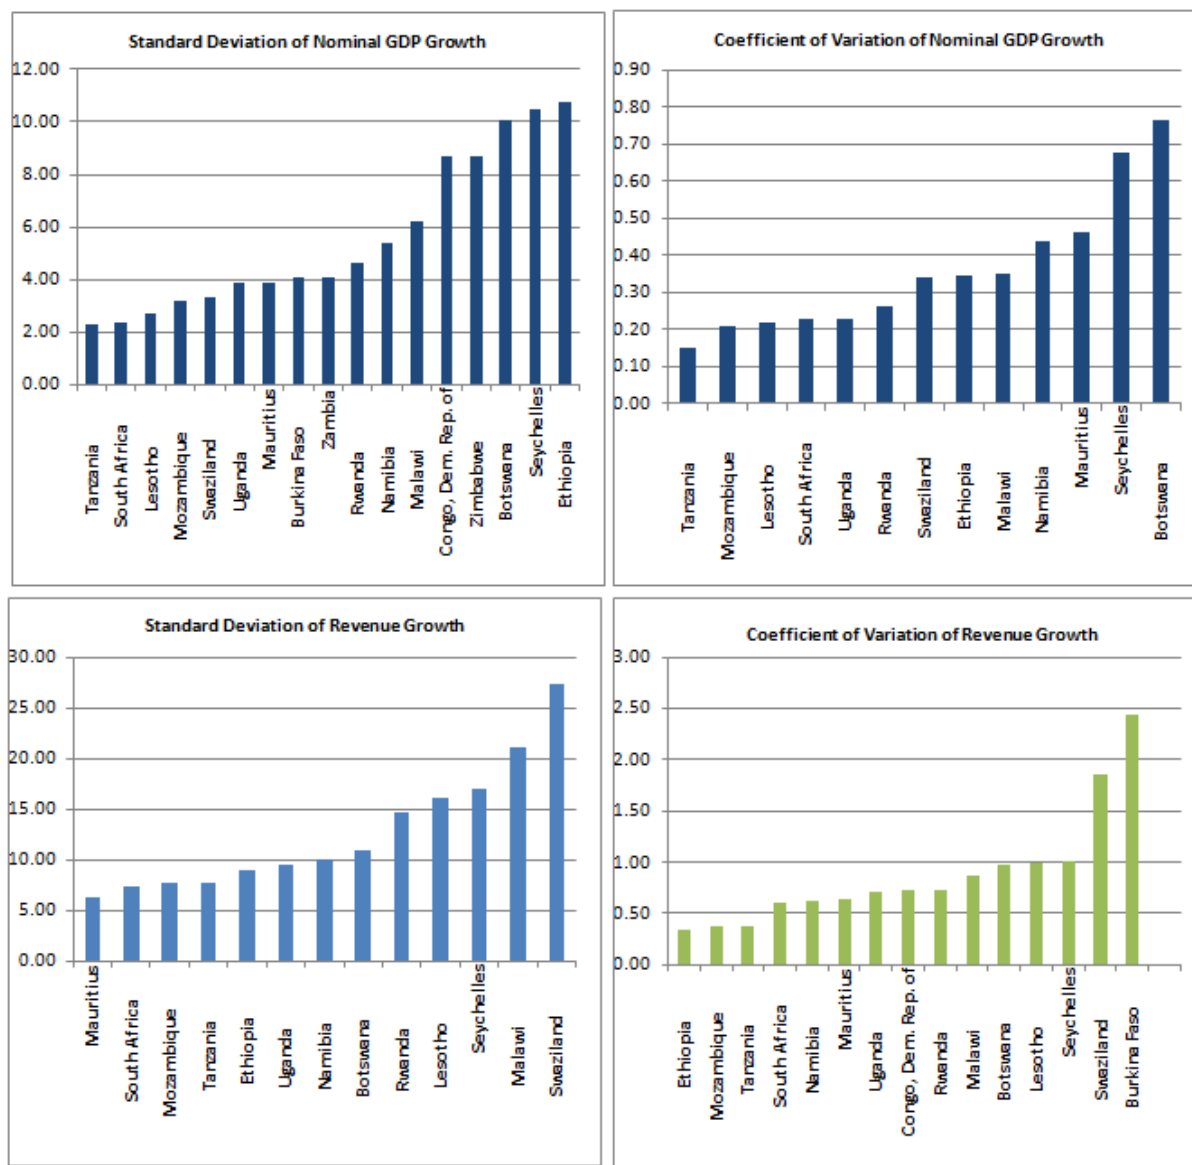 Standard Deviation of Nominal GDP Growth
12.00
10.00
8.00
6.00
4.00
2.00
0.00
Tanzania
South Africa
Lesotho
Mozambique
Swaziland
Uganda
Mauritius
Burkina Faso
Zambia
Rwanda
Namibia
Malawi
Congo, Dem. Rep. of
Zimbabwe
Botswana
Seychelles
Ethiopia
Coefficient of Variation of Nominal GDP Growth
0.90
0.80
0.70
0.60
0.50
0.40
0.30
0.20
0.10
0.00
Tanzania
Mozambique
Lesotho
South Africa
Uganda
Rwanda
Swaziland
Ethiopia
Malawi
Namibia
Mauritius
Seychelles
Botswana
Standard Deviation of Revenue Growth
30.00
25.00
20.00
15.00
10.00
5.00
0.00
Mauritius
South Africa
Mozambique
Tanzania
Ethiopia
Uganda
Namibia
Botswana
Rwanda
Lesotho
Seychelles
Malawi
Swaziland
Coefficient of Variation of Revenue Growth
3.00
2.50
2.00
1.50
1.00
0.50
0.00
Ethiopia
Mozambique
Tanzania
South Africa
Namibia
Mauritius
Uganda
Congo, Dem. Rep. of
Rwanda
Malawi
Botswana
Lesotho
Seychelles
Swaziland
Burkina Faso